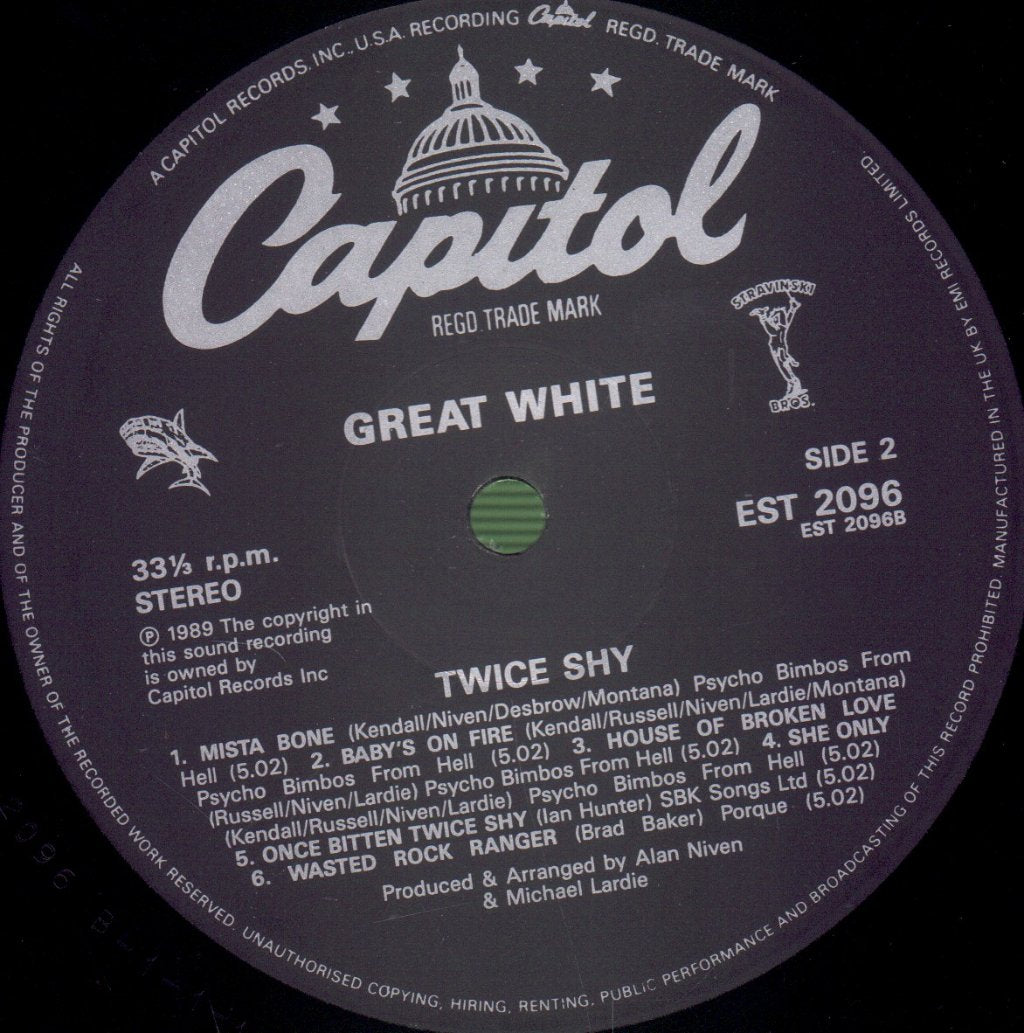 A CAPITOL RECORDS, INC., U.S.A. RECORDING Capitol REGD. TRADE MARK
Capitol
REGD. TRADE MARK
STRAVINSKI
BROS.
GREAT WHITE
SIDE 2
EST 2096
EST 2096B
33⅓ r.p.m.
STEREO
℗ 1989 The copyright in
this sound recording
is owned by
Capitol Records Inc
TWICE SHY
1. MISTA BONE (Kendall/Niven/Desbrow/Montana) Psycho Bimbos From
Hell (5.02) 2. BABY'S ON FIRE (Kendall/Russell/Niven/Lardie/Montana)
Psycho Bimbos From Hell (5.02) 3. HOUSE OF BROKEN LOVE
(Russell/Niven/Lardie) Psycho Bimbos From Hell (5.02) 4. SHE ONLY
(Kendall/Russell/Niven/Lardie) Psycho Bimbos From Hell (5.02)
5. ONCE BITTEN TWICE SHY (Ian Hunter) SBK Songs Ltd (5.02)
6. WASTED ROCK RANGER (Brad Baker) Porque (5.02)
Produced & Arranged by Alan Niven
& Michael Lardie
ALL RIGHTS OF THE PRODUCER AND OF THE OWNER OF THE RECORDED WORK RESERVED. UNAUTHORISED COPYING, HIRING, RENTING, PUBLIC PERFORMANCE AND BROADCASTING OF THIS RECORD PROHIBITED. MANUFACTURED IN THE UK BY EMI RECORDS LIMITED